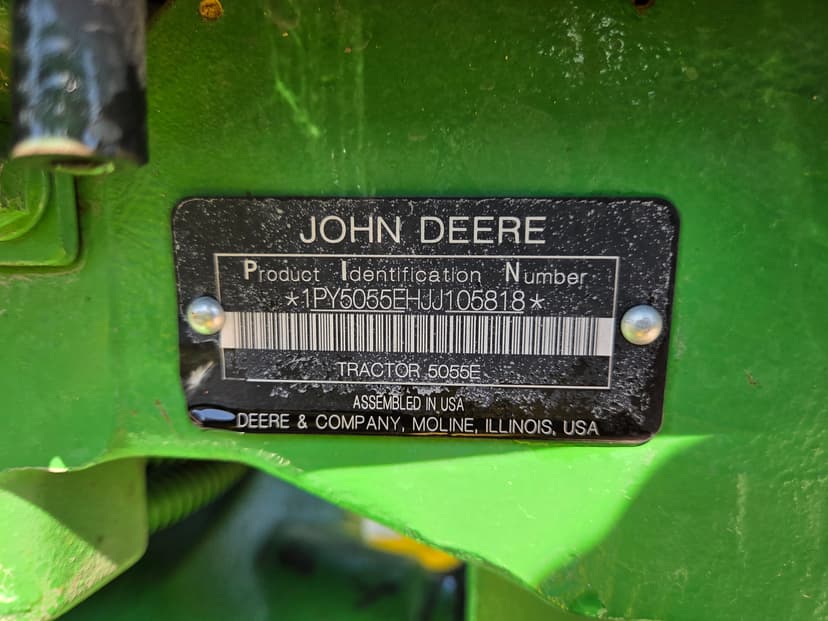 JOHN DEERE
Product Identification Number
*1PY5055EHJJ105818*
TRACTOR 5055E
ASSEMBLED IN USA
DEERE & COMPANY, MOLINE, ILLINOIS, USA